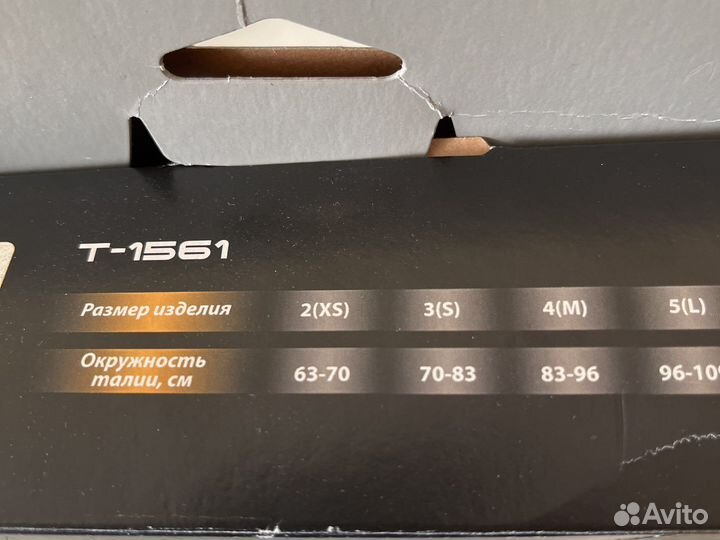 T-1561
Размер изделия 2(XS) 3(S) 4(M) 5(L)
Окружность
талии, см 63-70 70-83 83-96
Avito